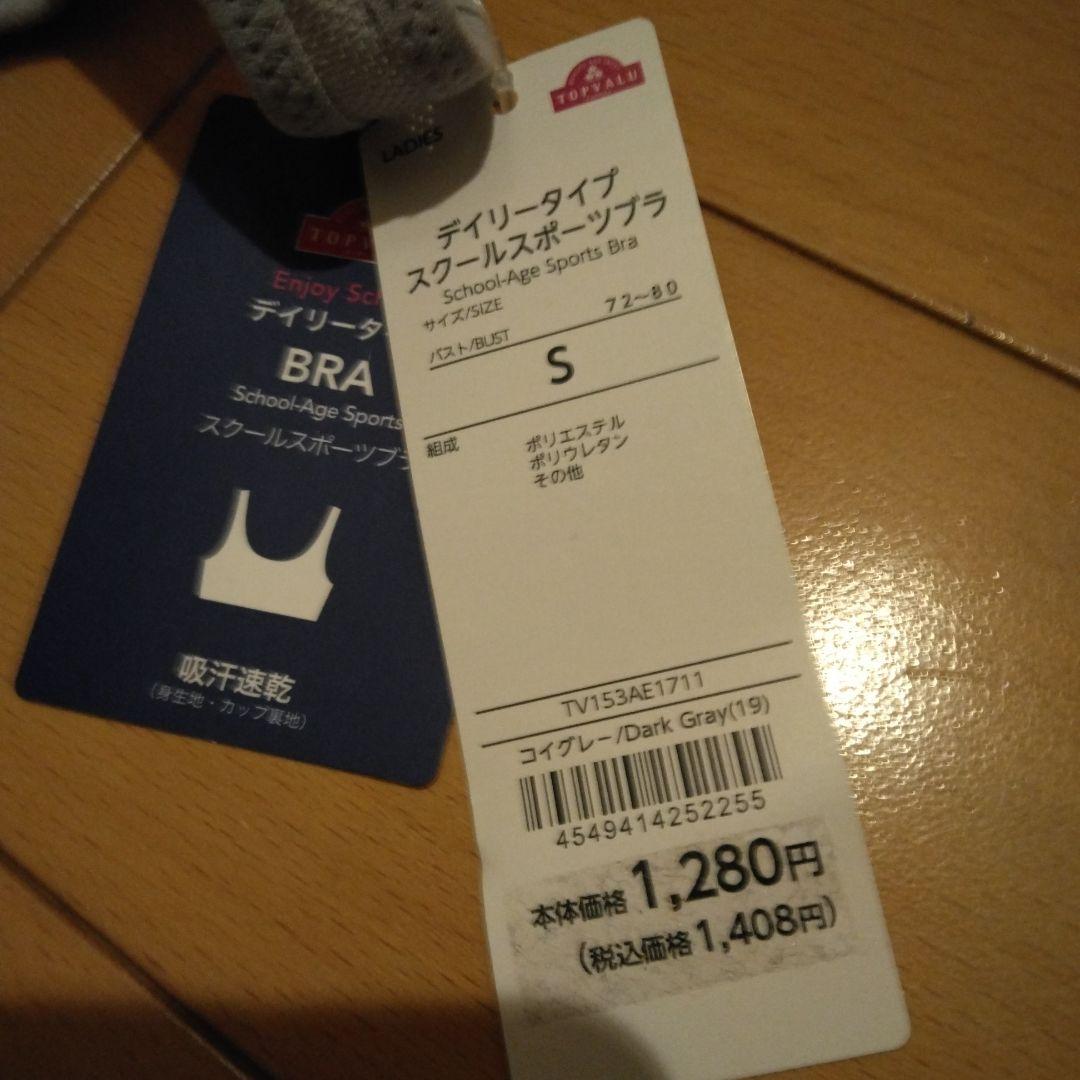 TOPVALU
LADIES
デイリータイプ
スクールスポーツブラ
School-Age Sports Bra
サイズ/SIZE
バスト/BUST 72~80
S
組成 ポリエステル
ポリウレタン
その他
TV153AE1711
コイグレー/Dark Gray(19)
4549414252255
本体価格 1,280円
(税込価格1,408円)
TOPV
Enjoy Sc
デイリータ
BRA
School-Age Sports
スクールスポーツブラ
吸汗速乾
(身生地・カップ裏地)